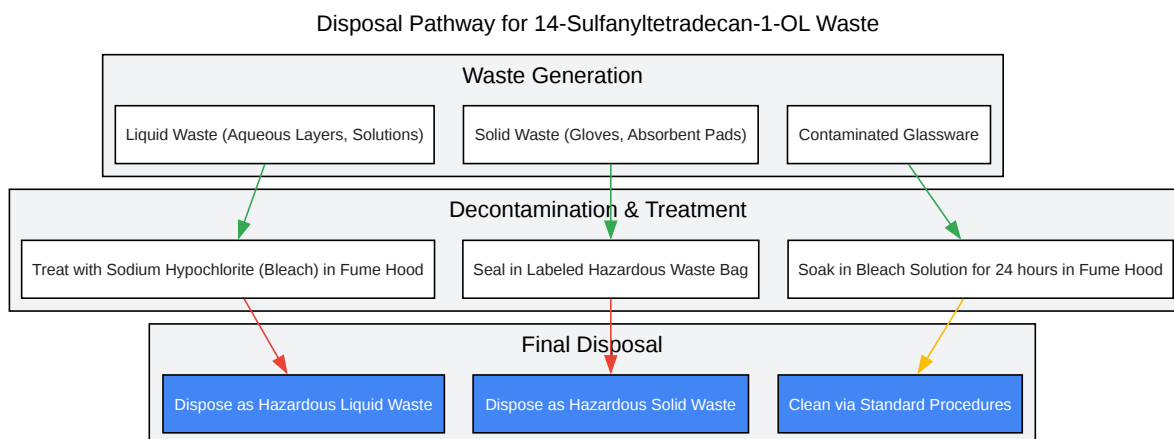 Disposal Pathway for 14-Sulfanyltetradecan-1-OL Waste
Waste Generation
Liquid Waste (Aqueous Layers, Solutions)
Solid Waste (Gloves, Absorbent Pads)
Contaminated Glassware
Decontamination & Treatment
Treat with Sodium Hypochlorite (Bleach) in Fume Hood
Seal in Labeled Hazardous Waste Bag
Soak in Bleach Solution for 24 hours in Fume Hood
Final Disposal
Dispose as Hazardous Liquid Waste
Dispose as Hazardous Solid Waste
Clean via Standard Procedures